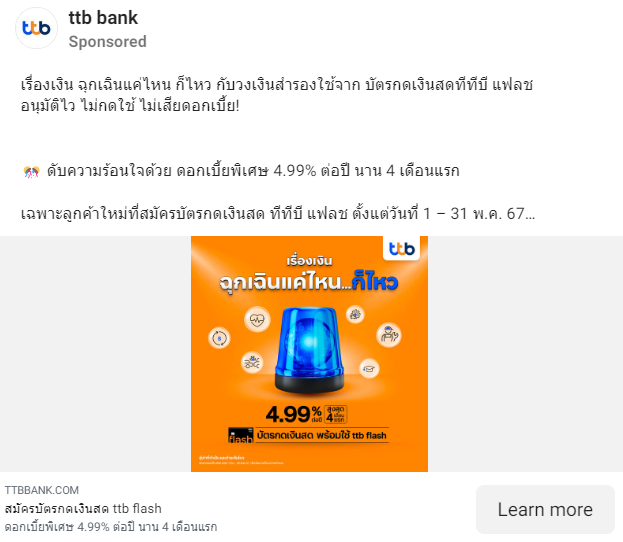 ttb bank
Sponsored
เรื่องเงิน ฉุกเฉินแค่ไหน ก็ไหว กับวงเงินสำรองใช้จาก บัตรกดเงินสดทีทีบี แฟลช
อนุมัติไว ไม่กดใช้ ไม่เสียดอกเบี้ย!
🎊 ดับความร้อนใจด้วย ดอกเบี้ยพิเศษ 4.99% ต่อปี นาน 4 เดือนแรก
เฉพาะลูกค้าใหม่ที่สมัครบัตรกดเงินสด ทีทีบี แฟลช ตั้งแต่วันที่ 1 – 31 พ.ค. 67...
ttb
เรื่องเงิน
ฉุกเฉินแค่ไหน...ก็ไหว
4.99% ต่อปี สูงสุด 4 เดือนแรก
flash บัตรกดเงินสด พร้อมใช้ ttb flash
TTBBANK.COM
สมัครบัตรกดเงินสด ttb flash
ดอกเบี้ยพิเศษ 4.99% ต่อปี นาน 4 เดือนแรก
Learn more